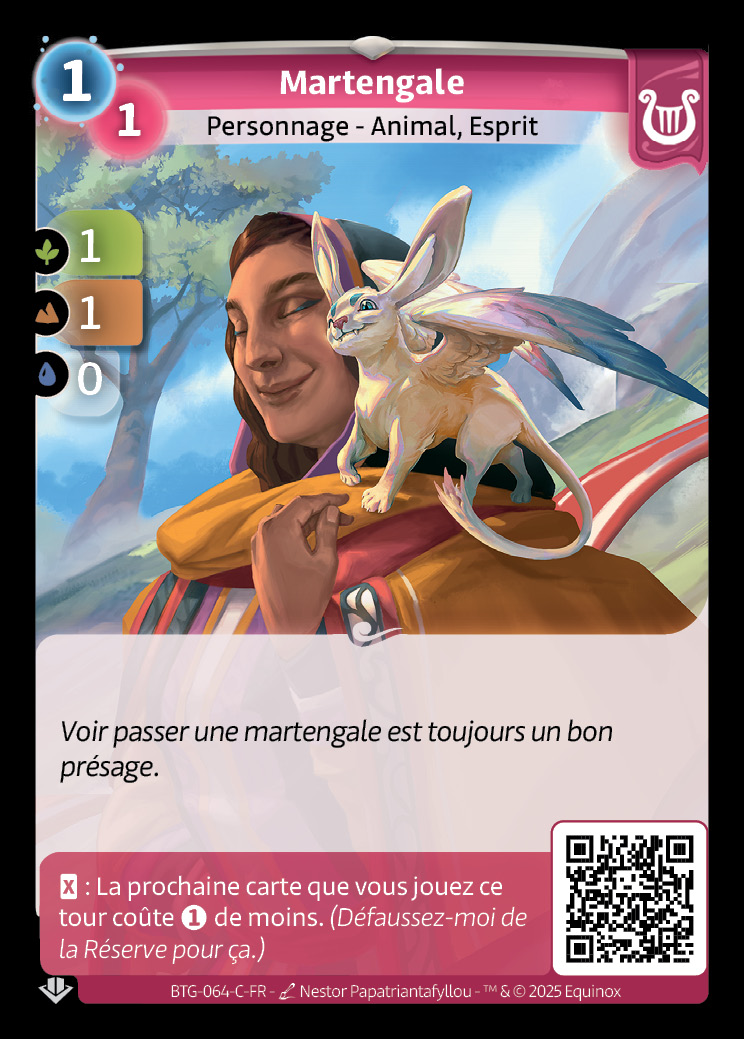 1
Martengale
1
Personnage - Animal, Esprit
1
1
0
Voir passer une martengale est toujours un bon
présage.
X : La prochaine carte que vous jouez ce
tour coûte 1 de moins. (Défaussez-moi de
la Réserve pour ça.)
BTG-064-C-FR - Nestor Papatriantafyllou - ™ & © 2025 Equinox